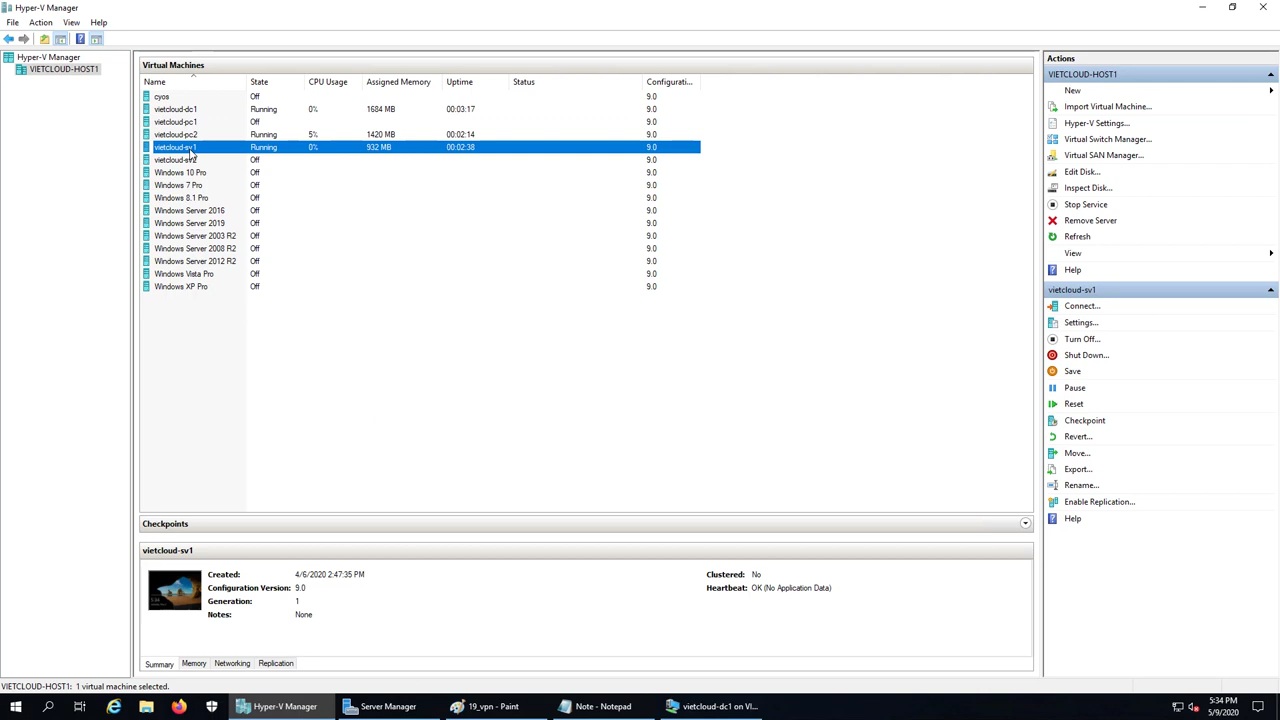 Hyper-V Manager
File Action View Help
Hyper-V Manager
VIETCLOUD-HOST1
Virtual Machines
Name State CPU Usage Assigned Memory Uptime Status Configurati...
cyos Off 9.0
vietcloud-dc1 Running 0% 1684 MB 00:03:17 9.0
vietcloud-pc1 Off 9.0
vietcloud-pc2 Running 5% 1420 MB 00:02:14 9.0
vietcloud-sv1 Running 0% 932 MB 00:02:38 9.0
vietcloud-sv2 Off 9.0
Windows 10 Pro Off 9.0
Windows 7 Pro Off 9.0
Windows 8.1 Pro Off 9.0
Windows Server 2016 Off 9.0
Windows Server 2019 Off 9.0
Windows Server 2003 R2 Off 9.0
Windows Server 2008 R2 Off 9.0
Windows Server 2012 R2 Off 9.0
Windows Vista Pro Off 9.0
Windows XP Pro Off 9.0
Checkpoints
vietcloud-sv1
Created: 4/6/2020 2:47:35 PM Clustered: No
Configuration Version: 9.0 Heartbeat: OK (No Application Data)
Generation: 1
Notes: None
Summary Memory Networking Replication
Actions
VIETCLOUD-HOST1
New
Import Virtual Machine...
Hyper-V Settings...
Virtual Switch Manager...
Virtual SAN Manager...
Edit Disk...
Inspect Disk...
Stop Service
Remove Server
Refresh
View
Help
vietcloud-sv1
Connect...
Settings...
Turn Off...
Shut Down...
Save
Pause
Reset
Checkpoint
Revert...
Move...
Export...
Rename...
Enable Replication...
Help
VIETCLOUD-HOST1: 1 virtual machine selected.
Hyper-V Manager Server Manager 19_vpn - Paint Note - Notepad vietcloud-dc1 on VI...
5:34 PM
5/9/2020